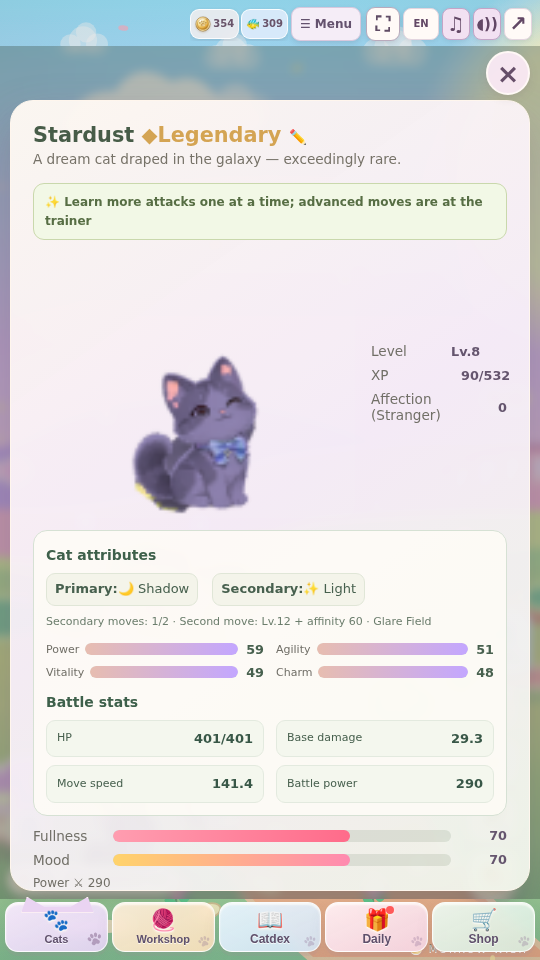 354
309
☰ Menu
EN
Stardust ◆Legendary ✏️
A dream cat draped in the galaxy — exceedingly rare.
✨ Learn more attacks one at a time; advanced moves are at the
trainer
Level Lv.8
XP 90/532
Affection
(Stranger) 0
Cat attributes
Primary:🌙 Shadow
Secondary:✨ Light
Secondary moves: 1/2 · Second move: Lv.12 + affinity 60 · Glare Field
Power 59
Agility 51
Vitality 49
Charm 48
Battle stats
HP 401/401
Base damage 29.3
Move speed 141.4
Battle power 290
Fullness 70
Mood 70
Power ⚔ 290
Cats
Workshop
Catdex
Daily
Shop